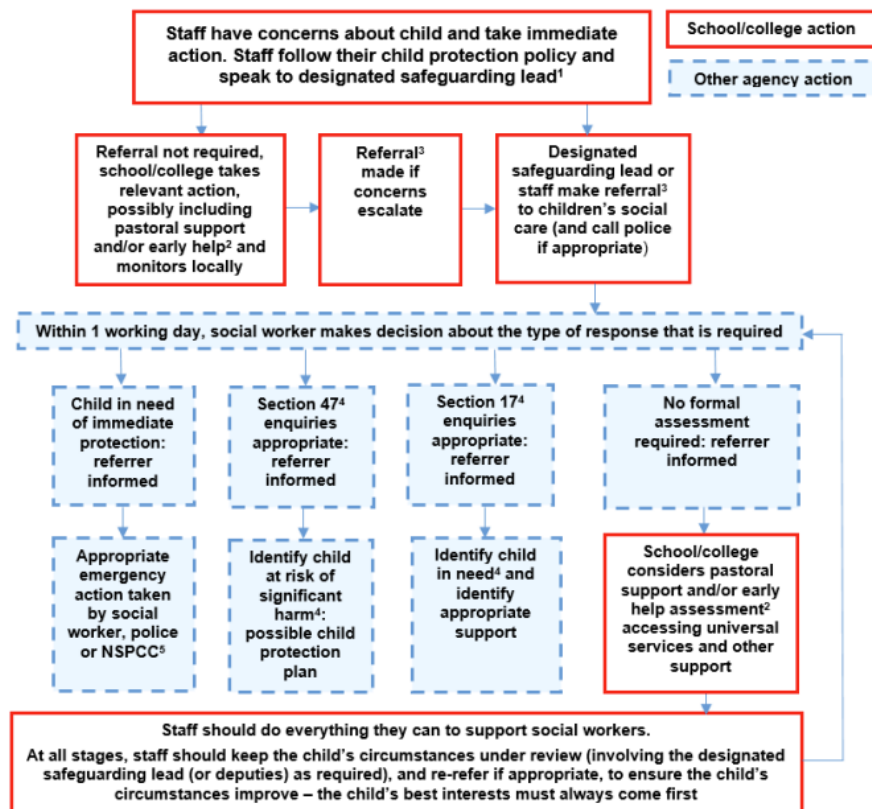 Staff have concerns about child and take immediate
action. Staff follow their child protection policy and
speak to designated safeguarding lead¹
School/college action
Other agency action
Referral not required,
school/college takes
relevant action,
possibly including
pastoral support
and/or early help² and
monitors locally
Referral³
made if
concerns
escalate
Designated
safeguarding lead or
staff make referral³
to children’s social
care (and call police
if appropriate)
Within 1 working day, social worker makes decision about the type of response that is required
Child in need
of immediate
protection:
referrer
informed
Section 47⁴
enquiries
appropriate:
referrer
informed
Section 17⁴
enquiries
appropriate:
referrer
informed
No formal
assessment
required: referrer
informed
Appropriate
emergency
action taken
by social
worker, police
or NSPCC⁵
Identify child
at risk of
significant
harm⁴:
possible child
protection
plan
Identify child
in need⁴ and
identify
appropriate
support
School/college
considers pastoral
support and/or early
help assessment²
accessing universal
services and other
support
Staff should do everything they can to support social workers.
At all stages, staff should keep the child’s circumstances under review (involving the designated
safeguarding lead (or deputies) as required), and re-refer if appropriate, to ensure the child’s
circumstances improve – the child’s best interests must always come first